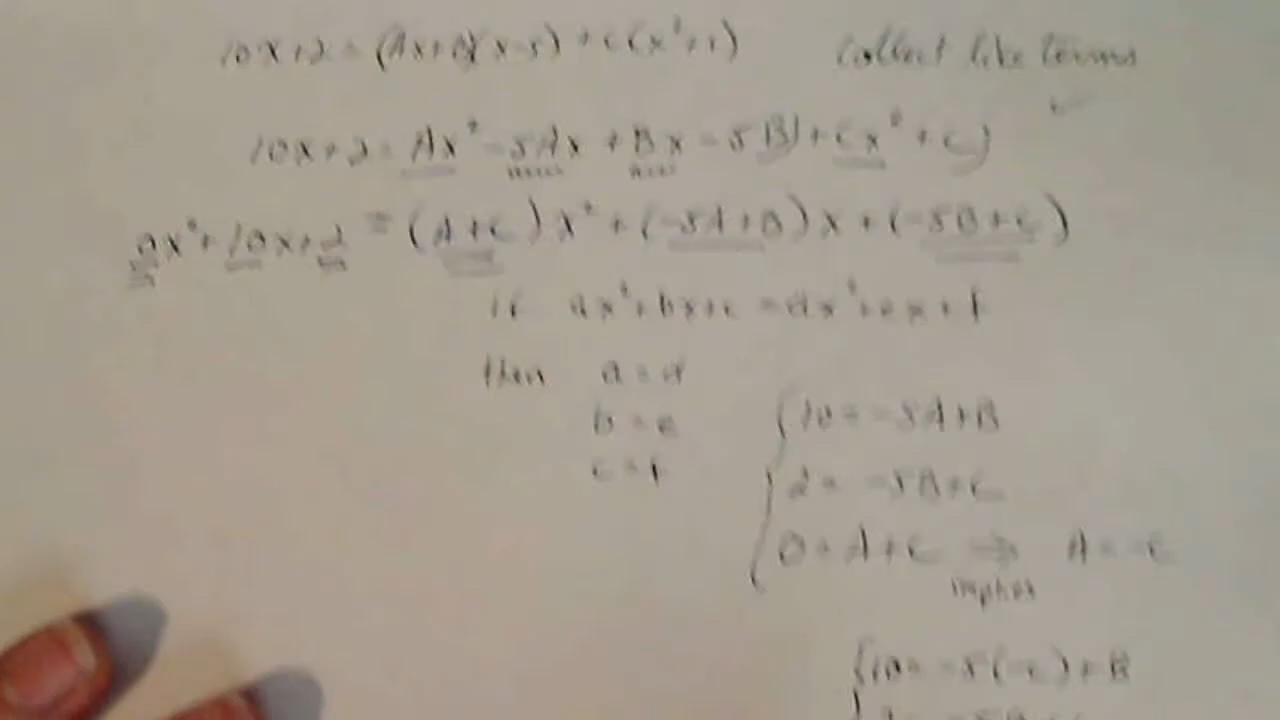 10x+2 = (Ax+B)(x-5) + C(x²+1) collect like terms
10x+2 = Ax² - 5Ax + Bx - 5B) + Cx² + C)
0x²+10x+2 = (A+C)x² + (-5A+B)x + (-5B+C)
if ax²+bx+c = dx²+ex+f
then a = d
b = e
c = f
{10 = -5A+B
2 = -5B+C
0 = A+C ⇒ A = -C
implies
{10 = -5(-C)+B